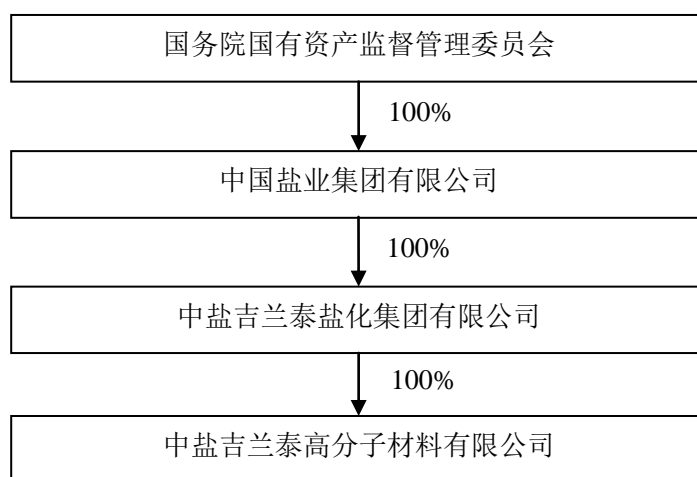 国务院国有资产监督管理委员会
100%
中国盐业集团有限公司
100%
中盐吉兰泰盐化集团有限公司
100%
中盐吉兰泰高分子材料有限公司